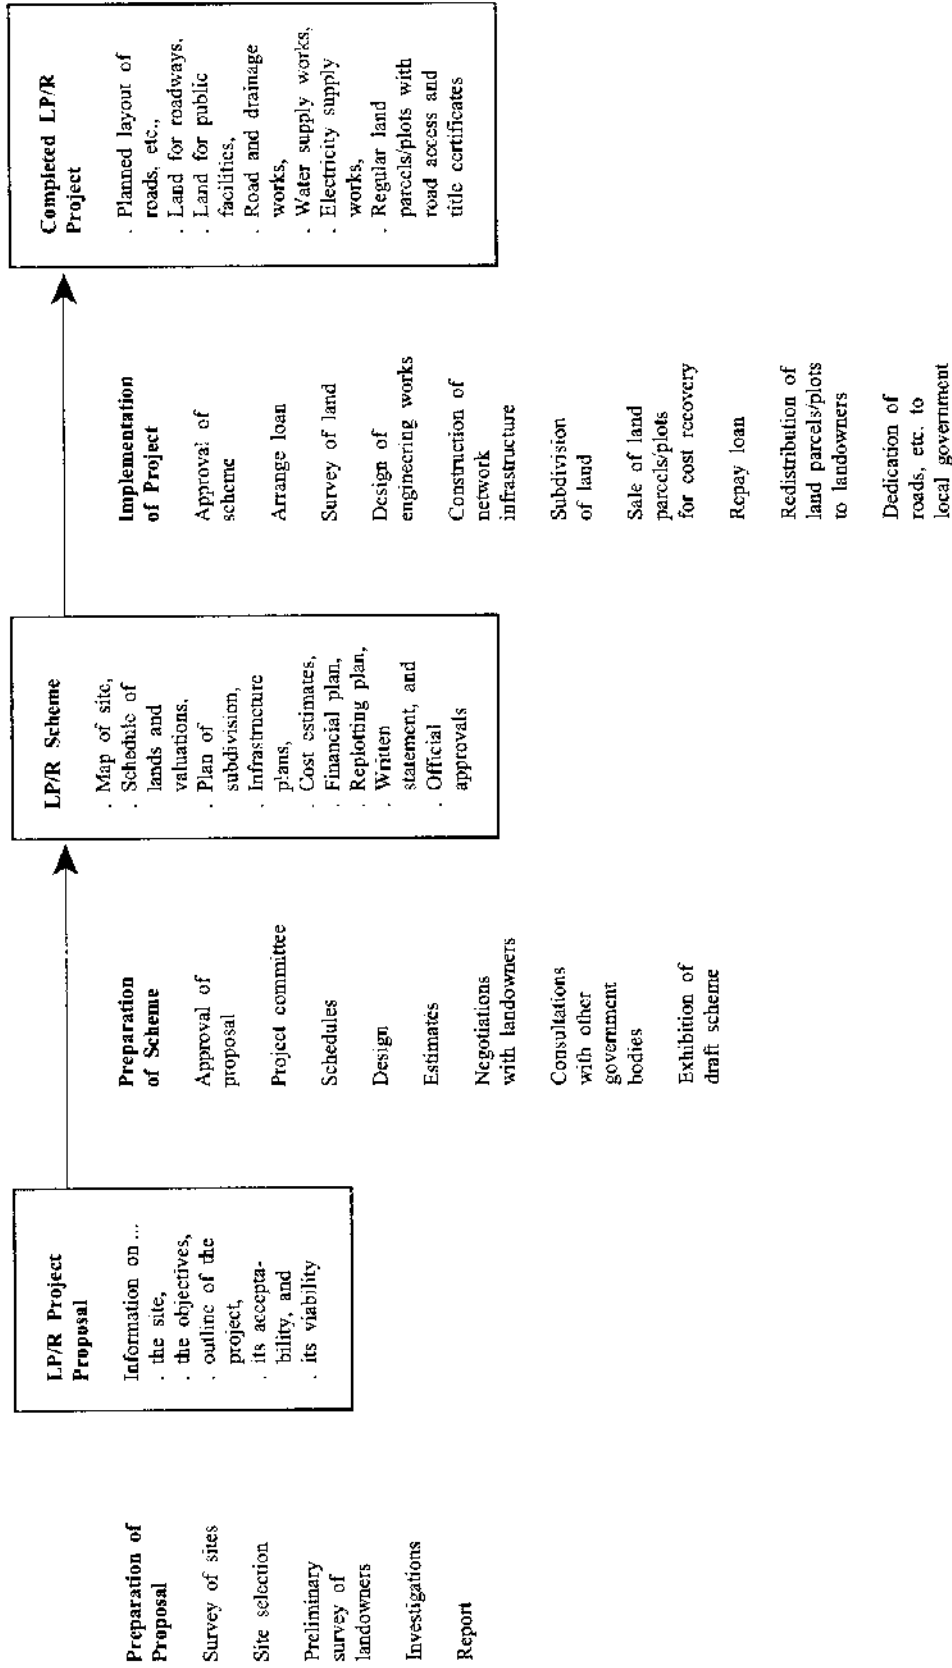 Preparation of
Proposal
Survey of sites
Site selection
Preliminary
survey of
landowners
Investigations
Report
LP/R Project
Proposal
Information on ...
. the site,
. the objectives,
. outline of the
project,
. its accepta-
bility, and
. its viability
Preparation
of Scheme
Approval of
proposal
Project committee
Schedules
Design
Estimates
Negotiations
with landowners
Consultations
with other
government
bodies
Exhibition of
draft scheme
LP/R Scheme
. Map of site,
. Schedule of
lands and
valuations,
. Plan of
subdivision,
. Infrastructure
plans,
. Cost estimates,
. Financial plan,
. Replotting plan,
. Written
statement, and
. Official
approvals
Implementation
of Project
Approval of
scheme
Arrange loan
Survey of land
Design of
engineering works
Construction of
network
infrastructure
Subdivision
of land
Sale of land
parcels/plots
for cost recovery
Repay loan
Redistribution of
land parcels/plots
to landowners
Dedication of
roads, etc. to
local government
Completed LP/R
Project
. Planned layout of
roads, etc.,
. Land for roadways,
. Land for public
facilities,
. Road and drainage
works,
. Water supply works,
. Electricity supply
works,
. Regular land
parcels/plots with
road access and
title certificates